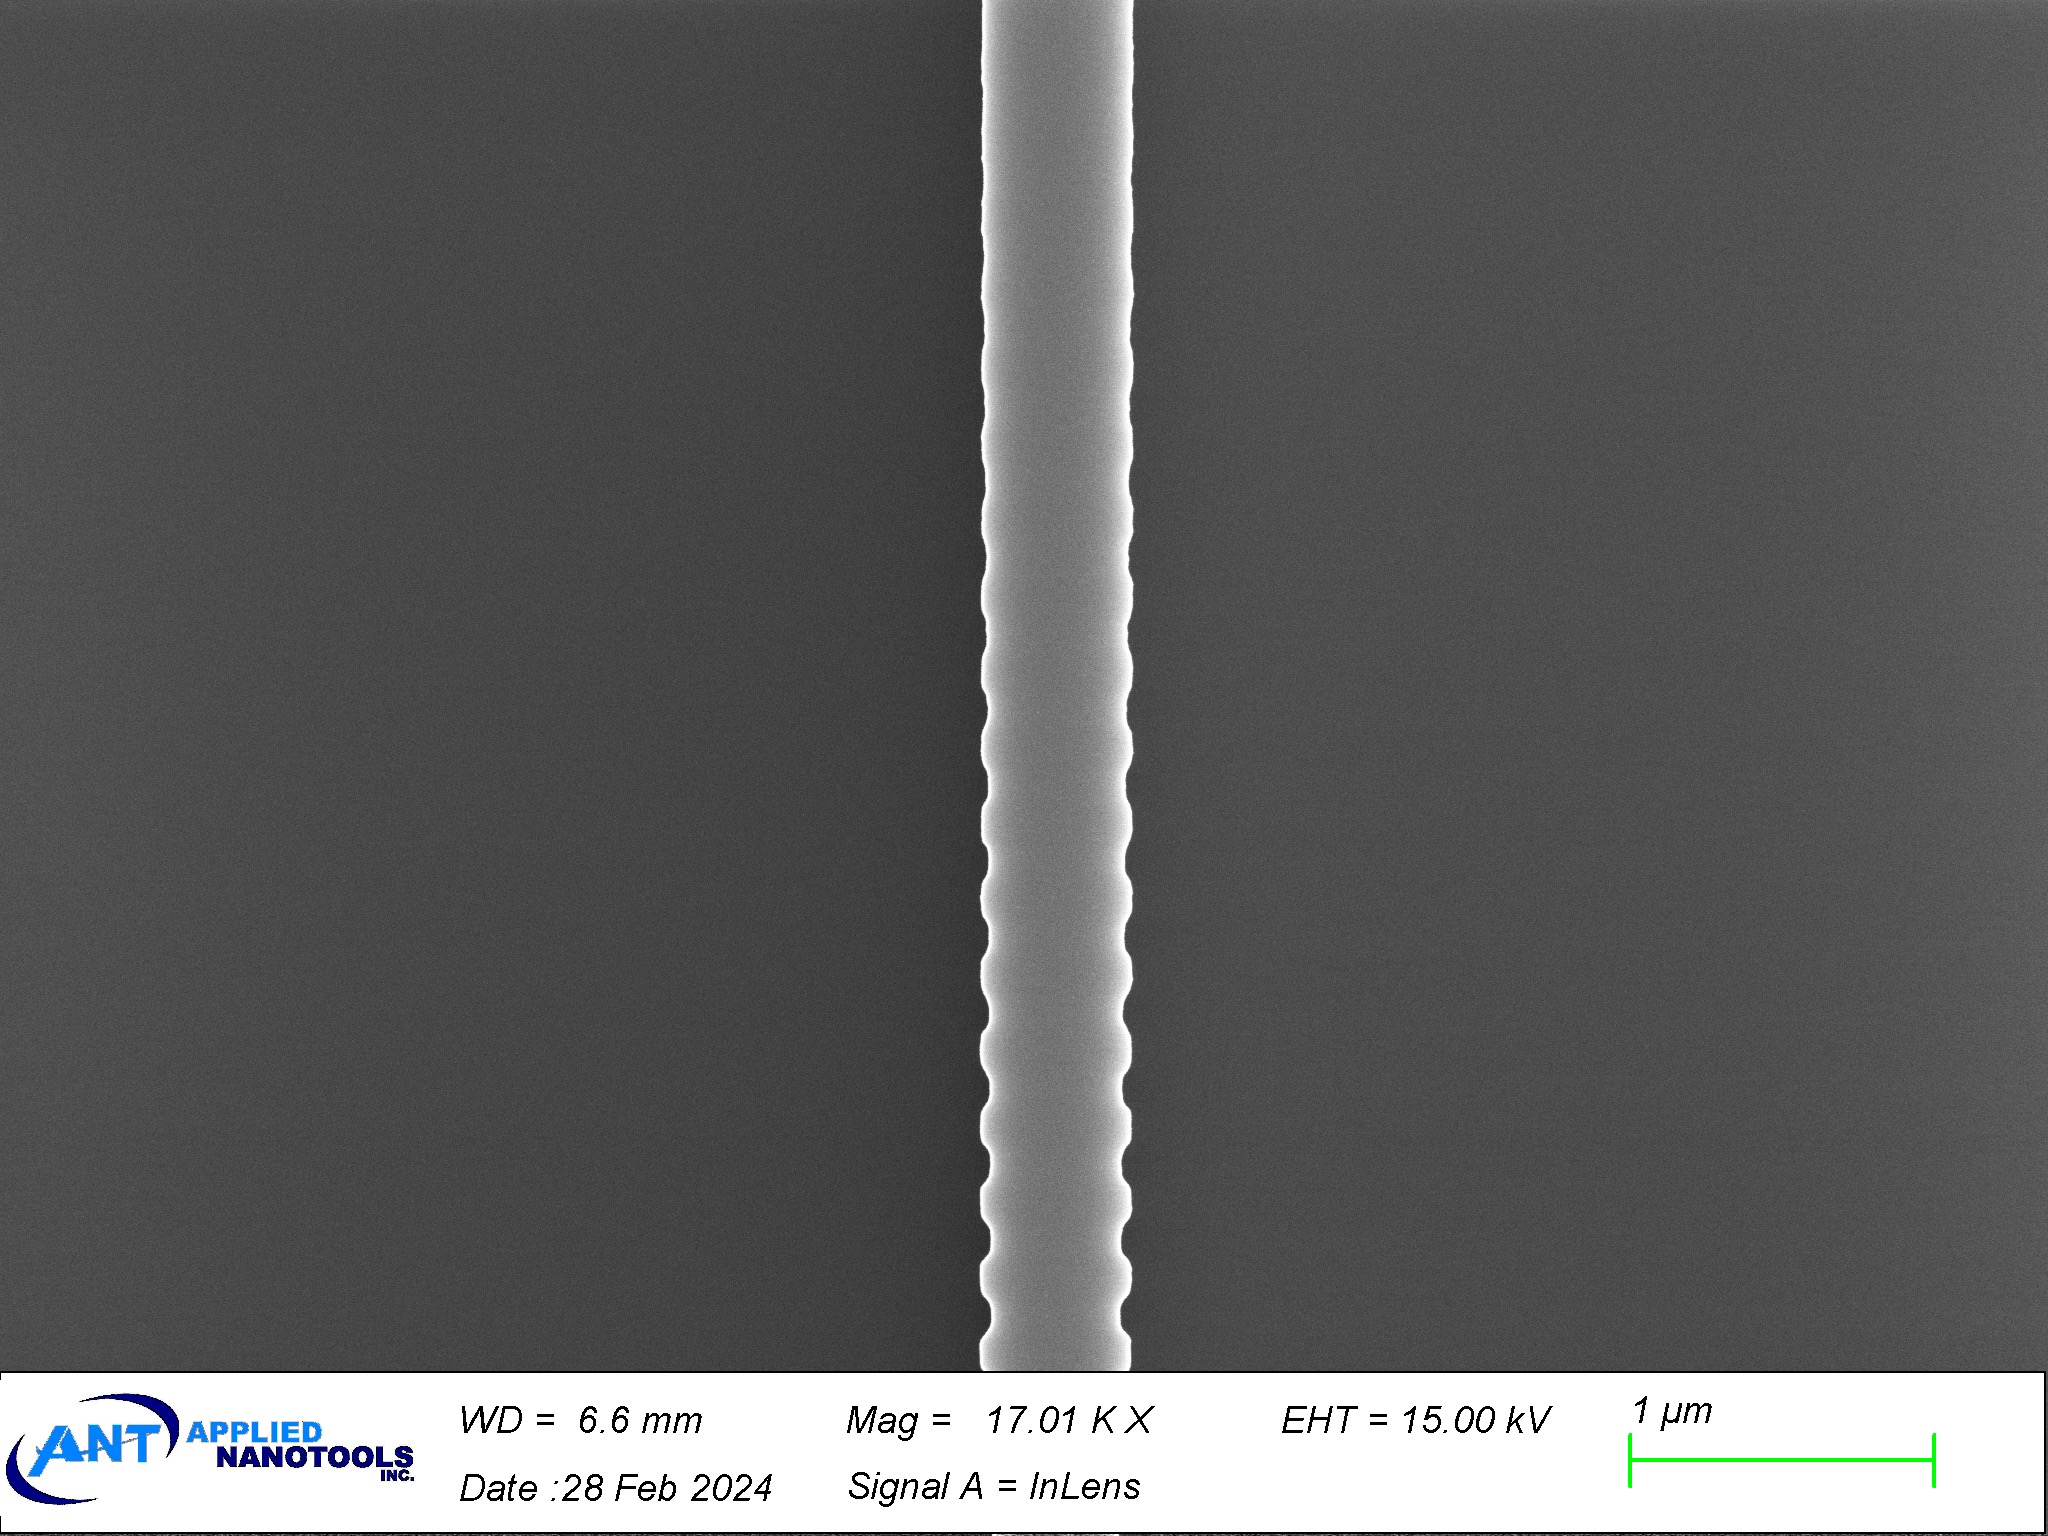 ANT APPLIED
NANOTOOLS
INC.
WD = 6.6 mm
Mag = 17.01 K X
EHT = 15.00 kV
1 µm
Date :28 Feb 2024
Signal A = InLens